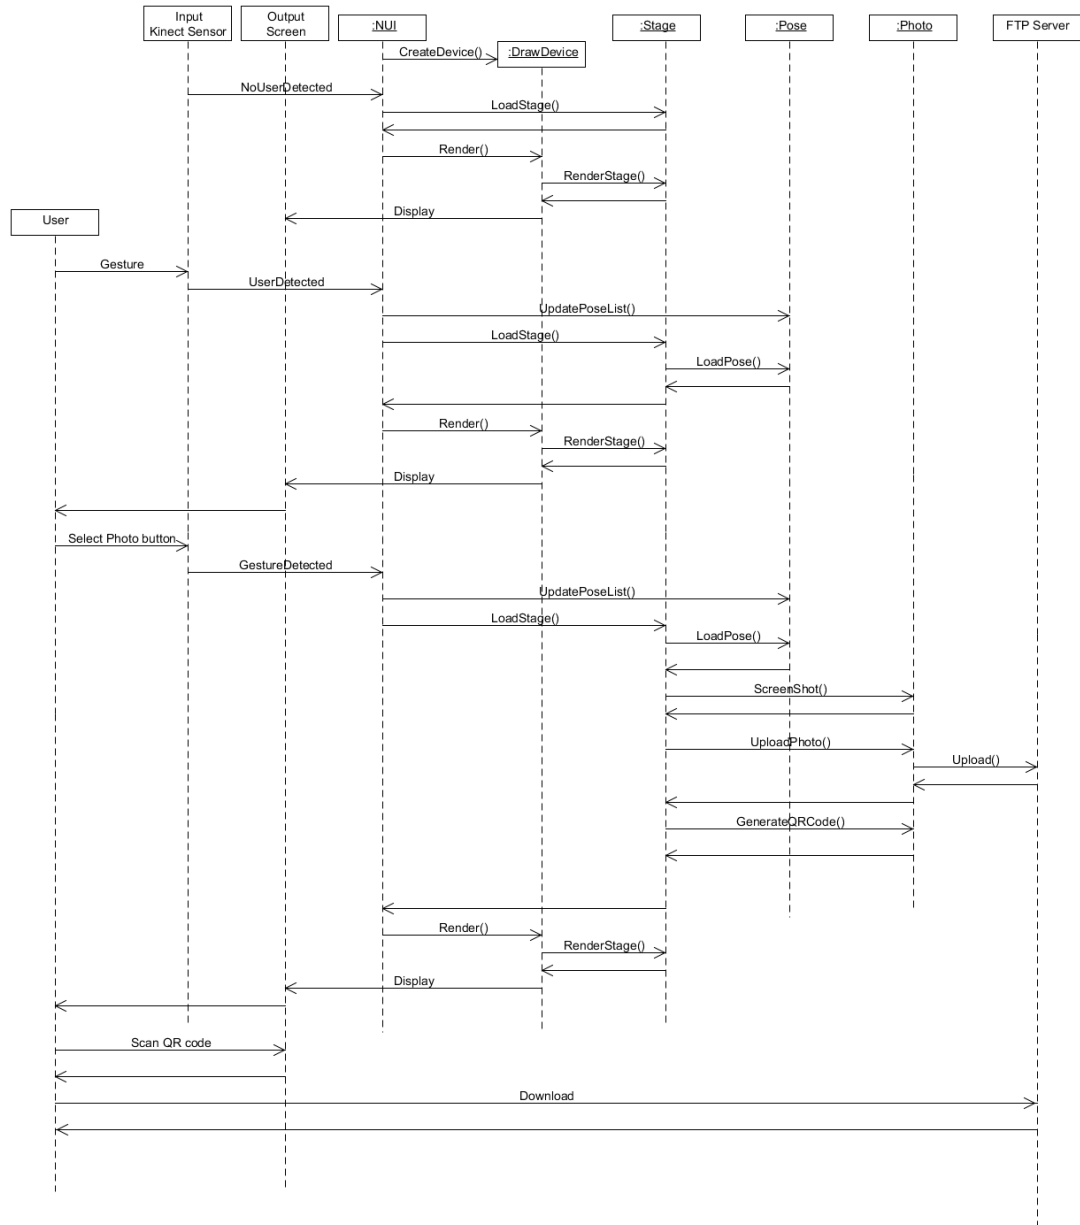 Input
Kinect Sensor
Output
Screen
:NUI
:Stage
:Pose
:Photo
FTP Server
CreateDevice()
:DrawDevice
NoUserDetected
LoadStage()
Render()
RenderStage()
Display
User
Gesture
UserDetected
UpdatePoseList()
LoadStage()
LoadPose()
Render()
RenderStage()
Display
Select Photo button
GestureDetected
UpdatePoseList()
LoadStage()
LoadPose()
ScreenShot()
UploadPhoto()
Upload()
GenerateQRCode()
Render()
RenderStage()
Display
Scan QR code
Download